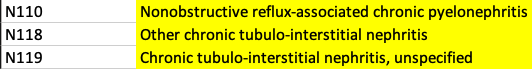 N110 Nonobstructive reflux-associated chronic pyelonephritis
N118 Other chronic tubulo-interstitial nephritis
N119 Chronic tubulo-interstitial nephritis, unspecified